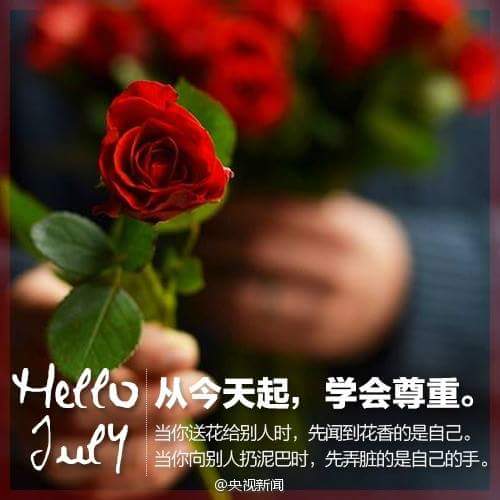 Hello
July
从今天起，学会尊重。
当你送花给别人时，先闻到花香的是自己。
当你向别人扔泥巴时，先弄脏的是自己的手。
@央视新闻